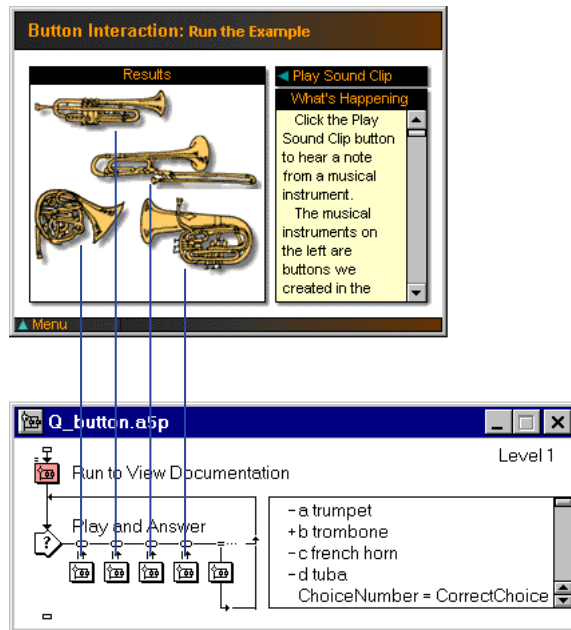 Button Interaction: Run the Example
Results
Play Sound Clip
What's Happening
Click the Play
Sound Clip button
to hear a note
from a musical
instrument.
The musical
instruments on
the left are
buttons we
created in the
Menu
Q_button.a5p
Level 1
Run to View Documentation
Play and Answer
?
=...
- a trumpet
+ b trombone
- c french horn
- d tuba
ChoiceNumber = CorrectChoice